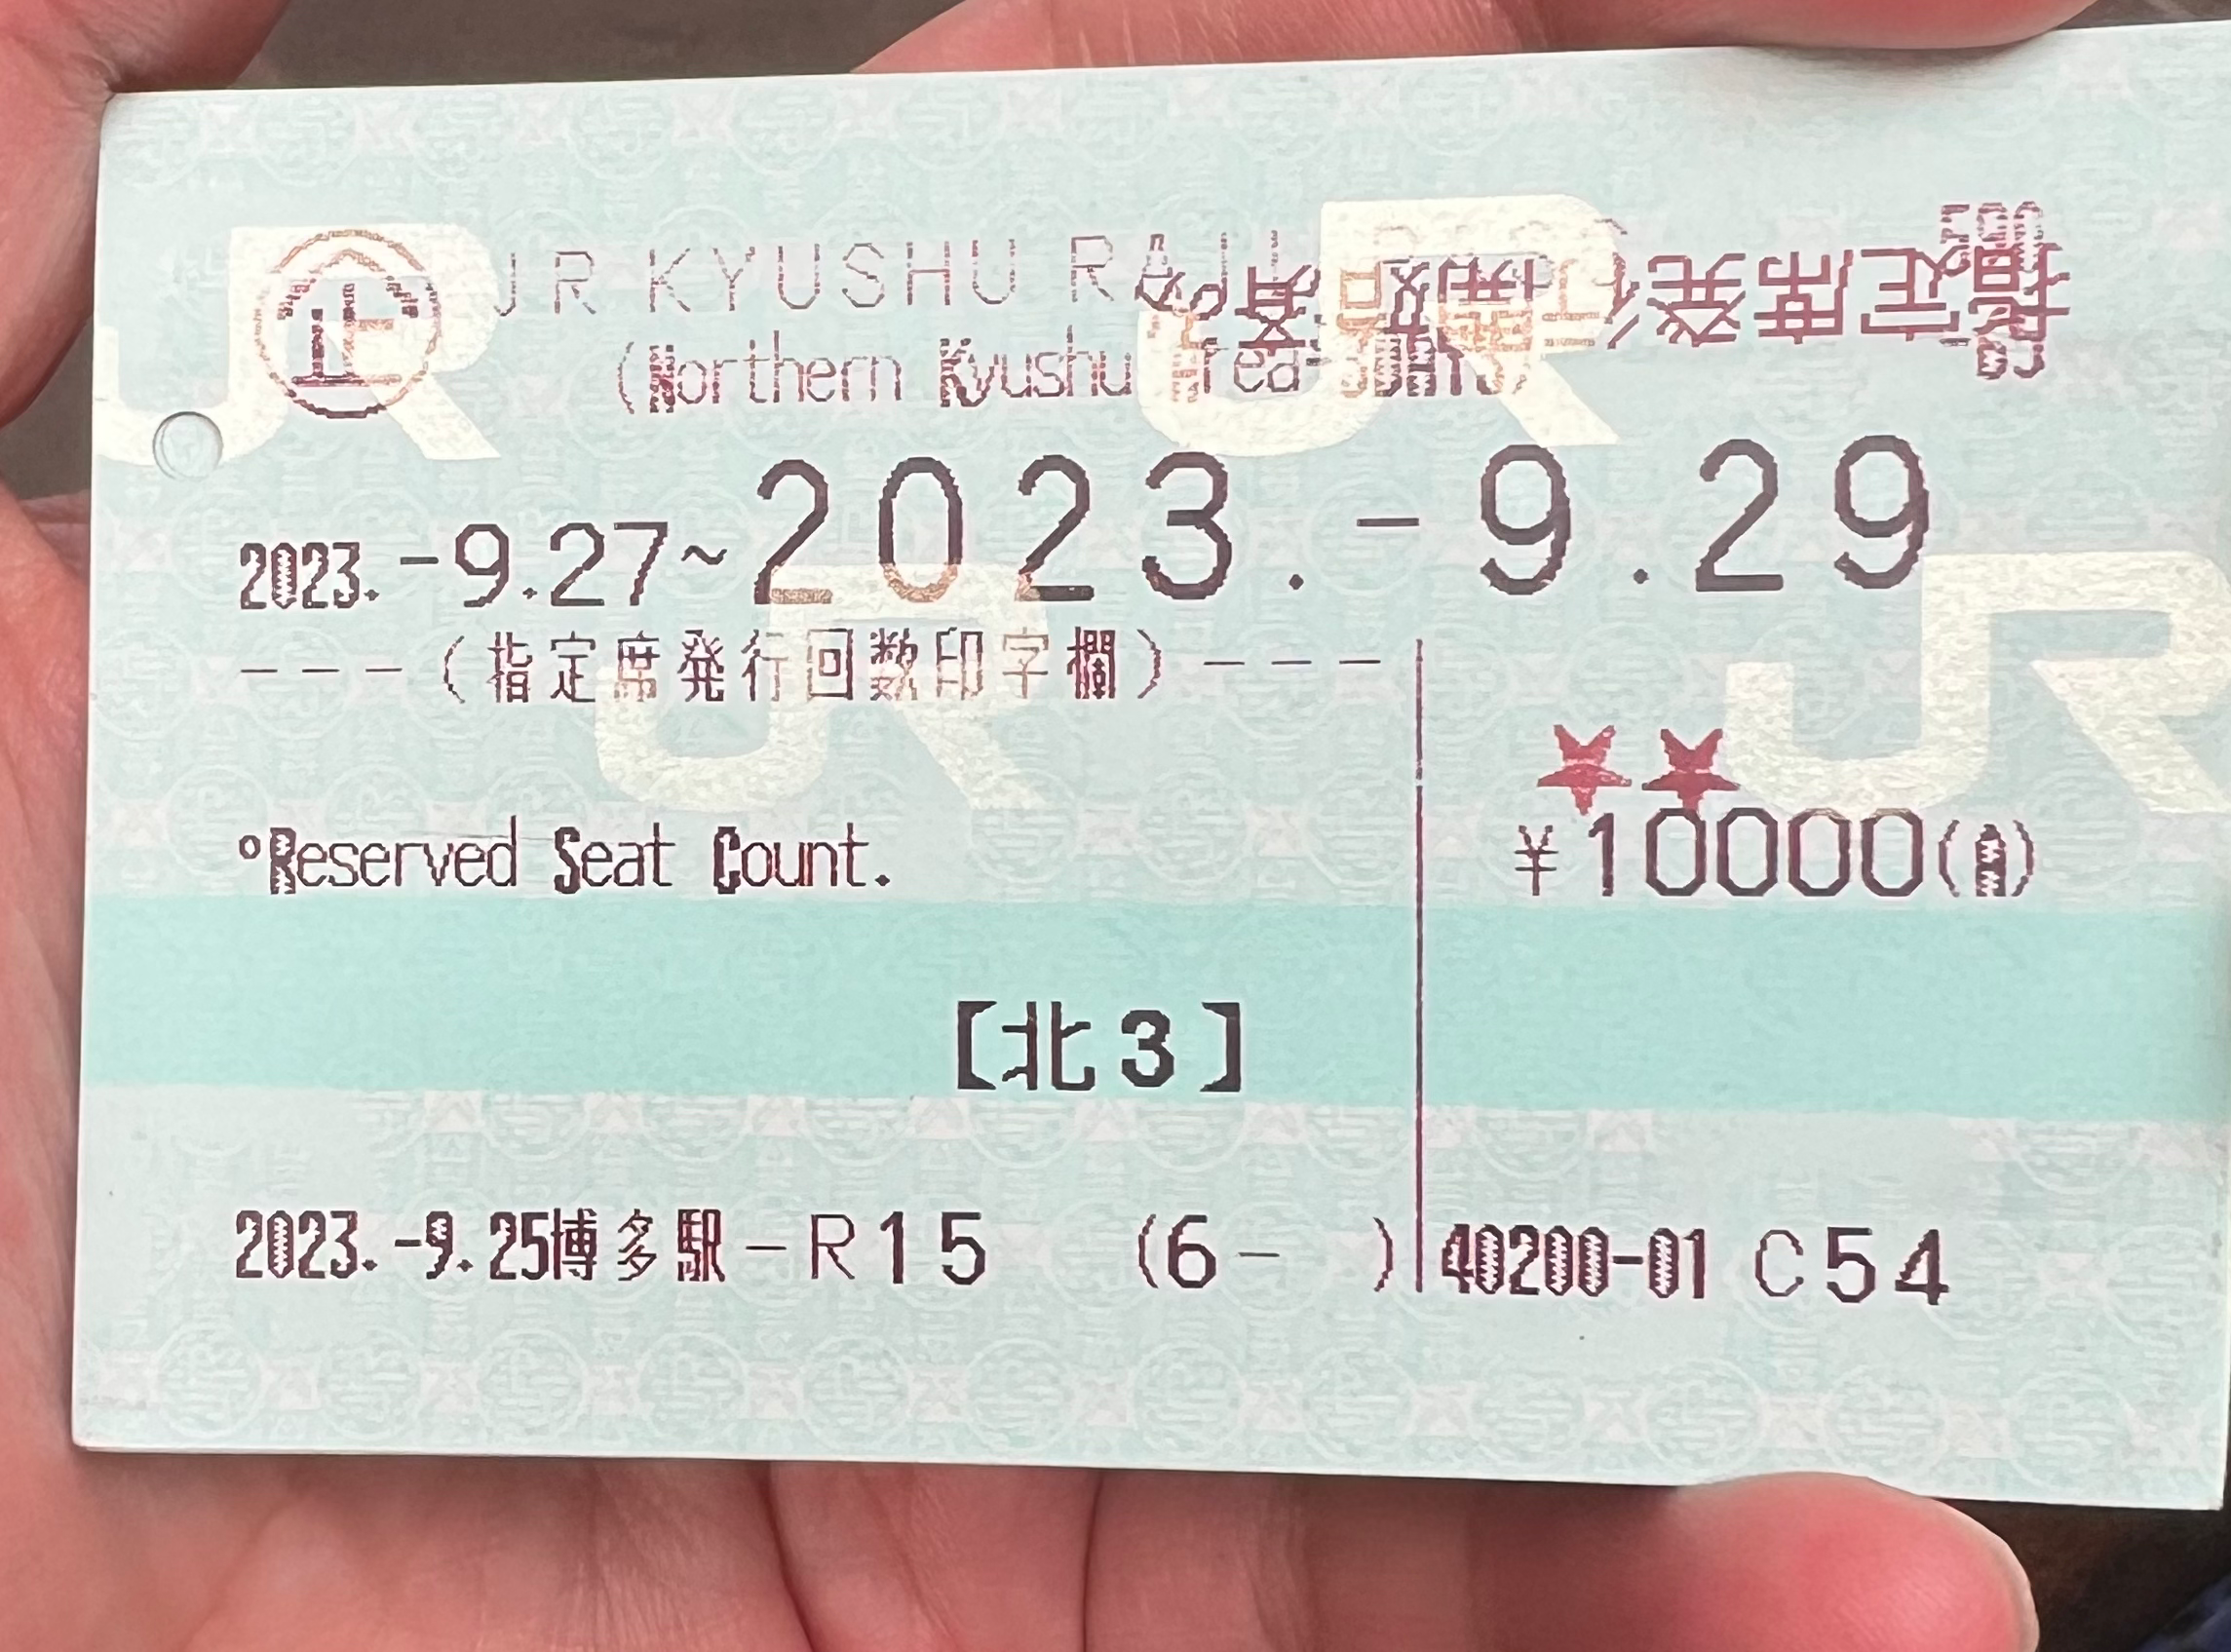 JR KYUSHU RAIL PASS
(Northern Kyushu Area
2023.-9.27~2023.-9.29
---(指定席発行回数印字欄)---
°Reserved Seat Count.
★★
¥10000(A)
【北3】
2023.-9.25博多駅-R15 (6- )
40200-01 C54